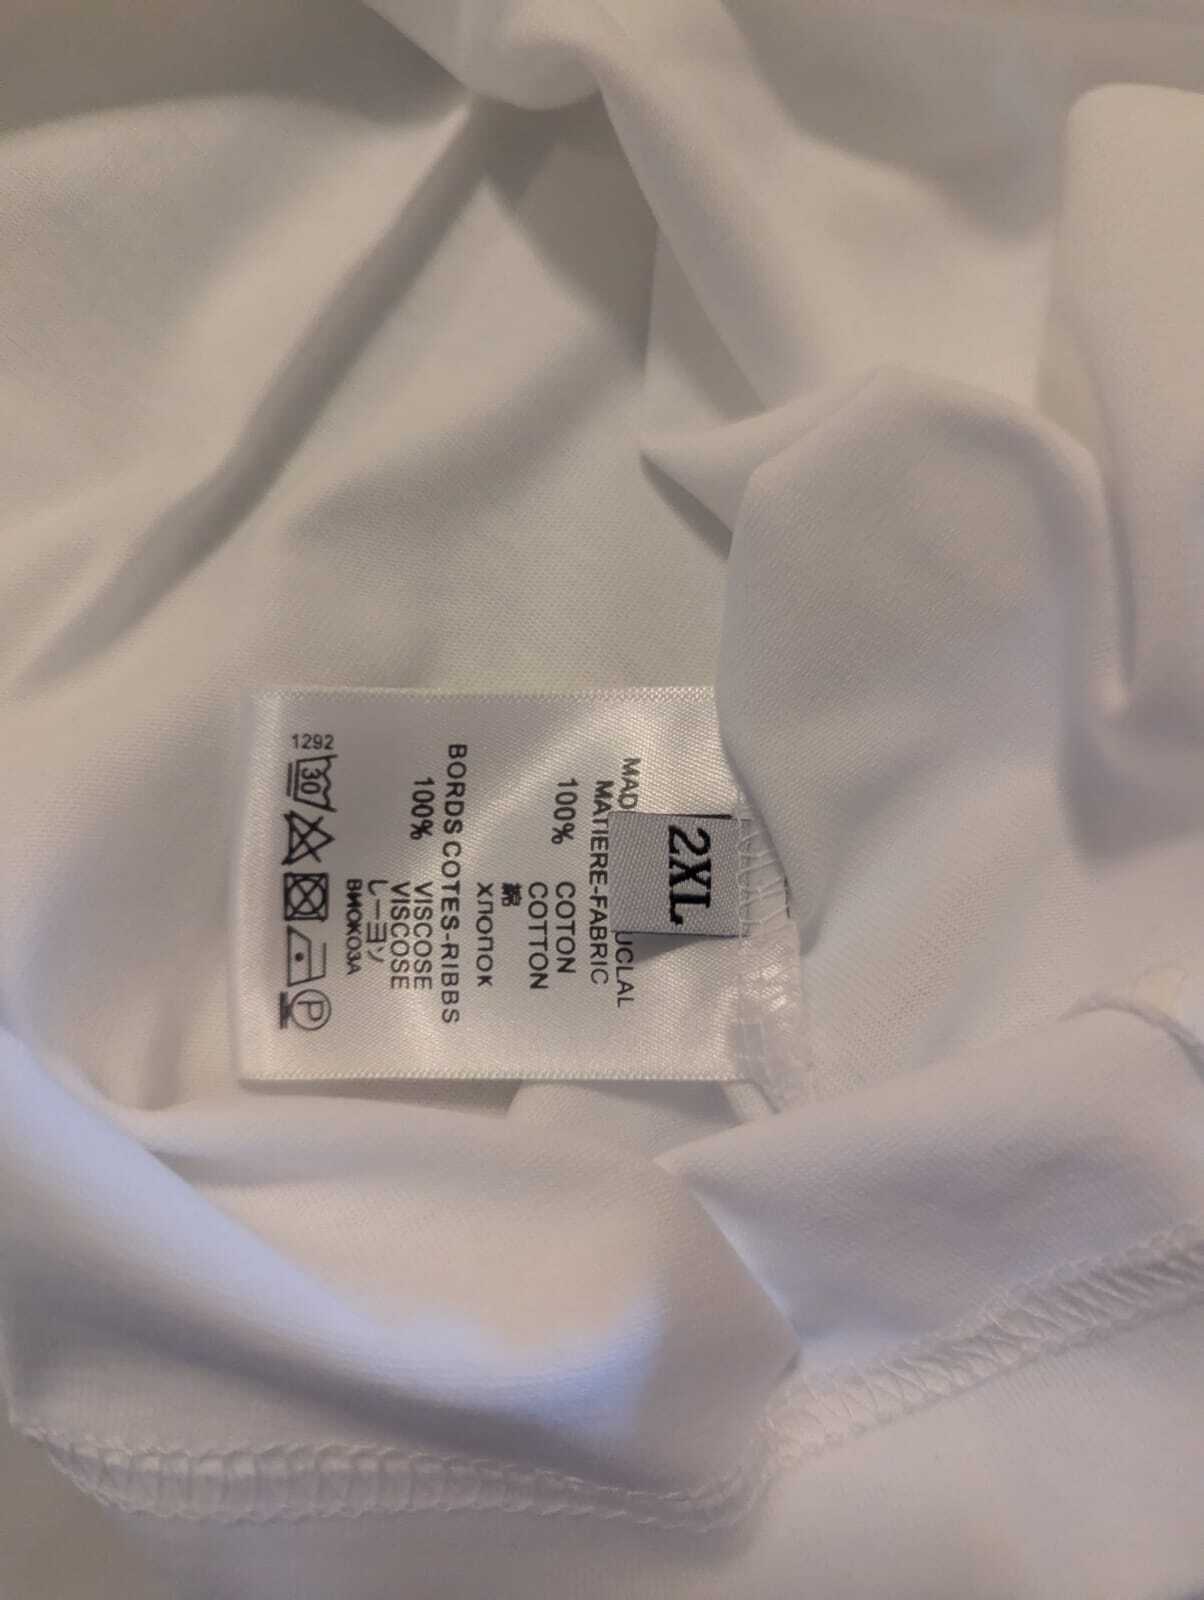 2XL
MAD UCLAL
MATIERE-FABRIC
100% COTON
COTTON
綿
ХЛОПОК
BORDS COTES-RIBBS
100% VISCOSE
VISCOSE
レーヨン
ВИСКОЗА
1292
30
P